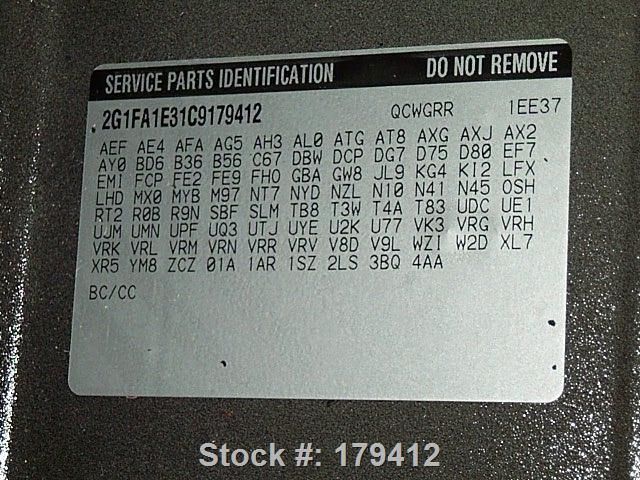 SERVICE PARTS IDENTIFICATION DO NOT REMOVE
2G1FA1E31C9179412 QCWGRR 1EE37
AEF AE4 AFA AG5 AH3 AL0 ATG AT8 AXG AXJ AX2
AY0 BD6 B36 B56 C67 DBW DCP DG7 D75 D80 EF7
EMI FCP FE2 FE9 FHO GBA GW8 JL9 KG4 KI2 LFX
LHD MX0 MYB M97 NT7 NYD NZL N10 N41 N45 OSH
RT2 R0B R9N SBF SLM TB8 T3W T4A T83 UDC UE1
UJM UMN UPF UQ3 UTJ UYE U2K U77 VK3 VRG VRH
VRK VRL VRM VRN VRR VRV V8D V9L WZI W2D XL7
XR5 YM8 ZCZ 01A 1AR 1SZ 2LS 3BQ 4AA
BC/CC
Stock #: 179412